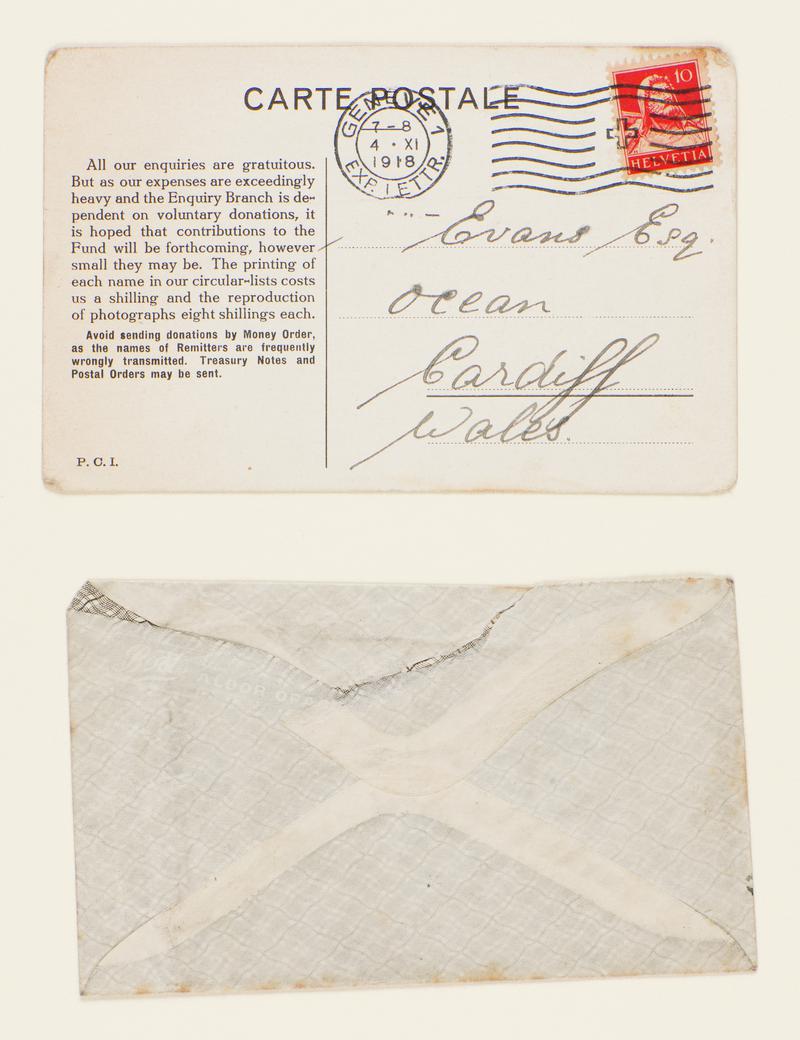 CARTE POSTALE
GENÈVE 1
7-8
4 · XI
1918
EXP. LETTR.
10
HELVETIA
All our enquiries are gratuitous.
But as our expenses are exceedingly
heavy and the Enquiry Branch is de-
pendent on voluntary donations, it
is hoped that contributions to the
Fund will be forthcoming, however
small they may be. The printing of
each name in our circular-lists costs
us a shilling and the reproduction
of photographs eight shillings each.
Avoid sending donations by Money Order,
as the names of Remitters are frequently
wrongly transmitted. Treasury Notes and
Postal Orders may be sent.
P. C. I.
Evans Esq.
Ocean
Cardiff
Wales.